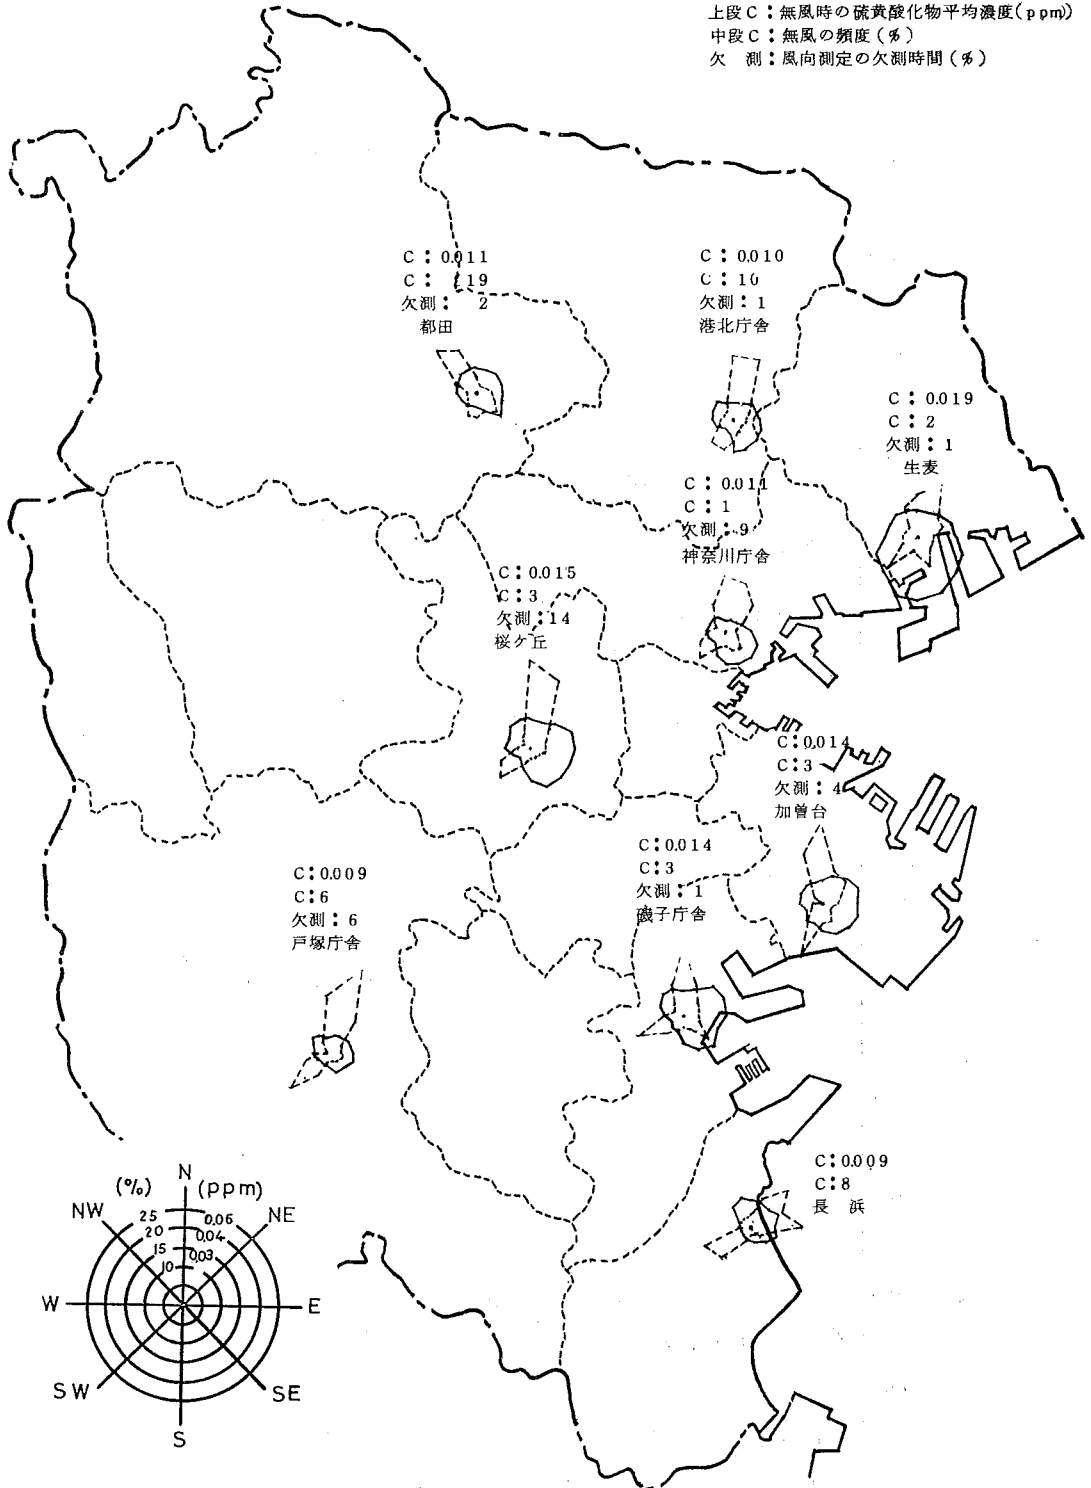 上段C：無風時の硫黄酸化物平均濃度(ppm)
中段C：無風の頻度(％)
欠 測：風向測定の欠測時間(％)
C：0.011
C： 19
欠測： 2
都田
C：0.010
C：10
欠測：1
港北庁舎
C：0.019
C：2
欠測：1
生麦
C：0.011
C：1
欠測：9
神奈川庁舎
C：0.015
C：3
欠測：14
桜ケ丘
C：0.014
C：3
欠測：4
加曽台
C：0.014
C：3
欠測：1
磯子庁舎
C：0.009
C：6
欠測：6
戸塚庁舎
C：0.009
C：8
長 浜
N
(%) (ppm)
NW NE
25 0.06
20 0.04
15 0.03
10
W E
SW SE
S